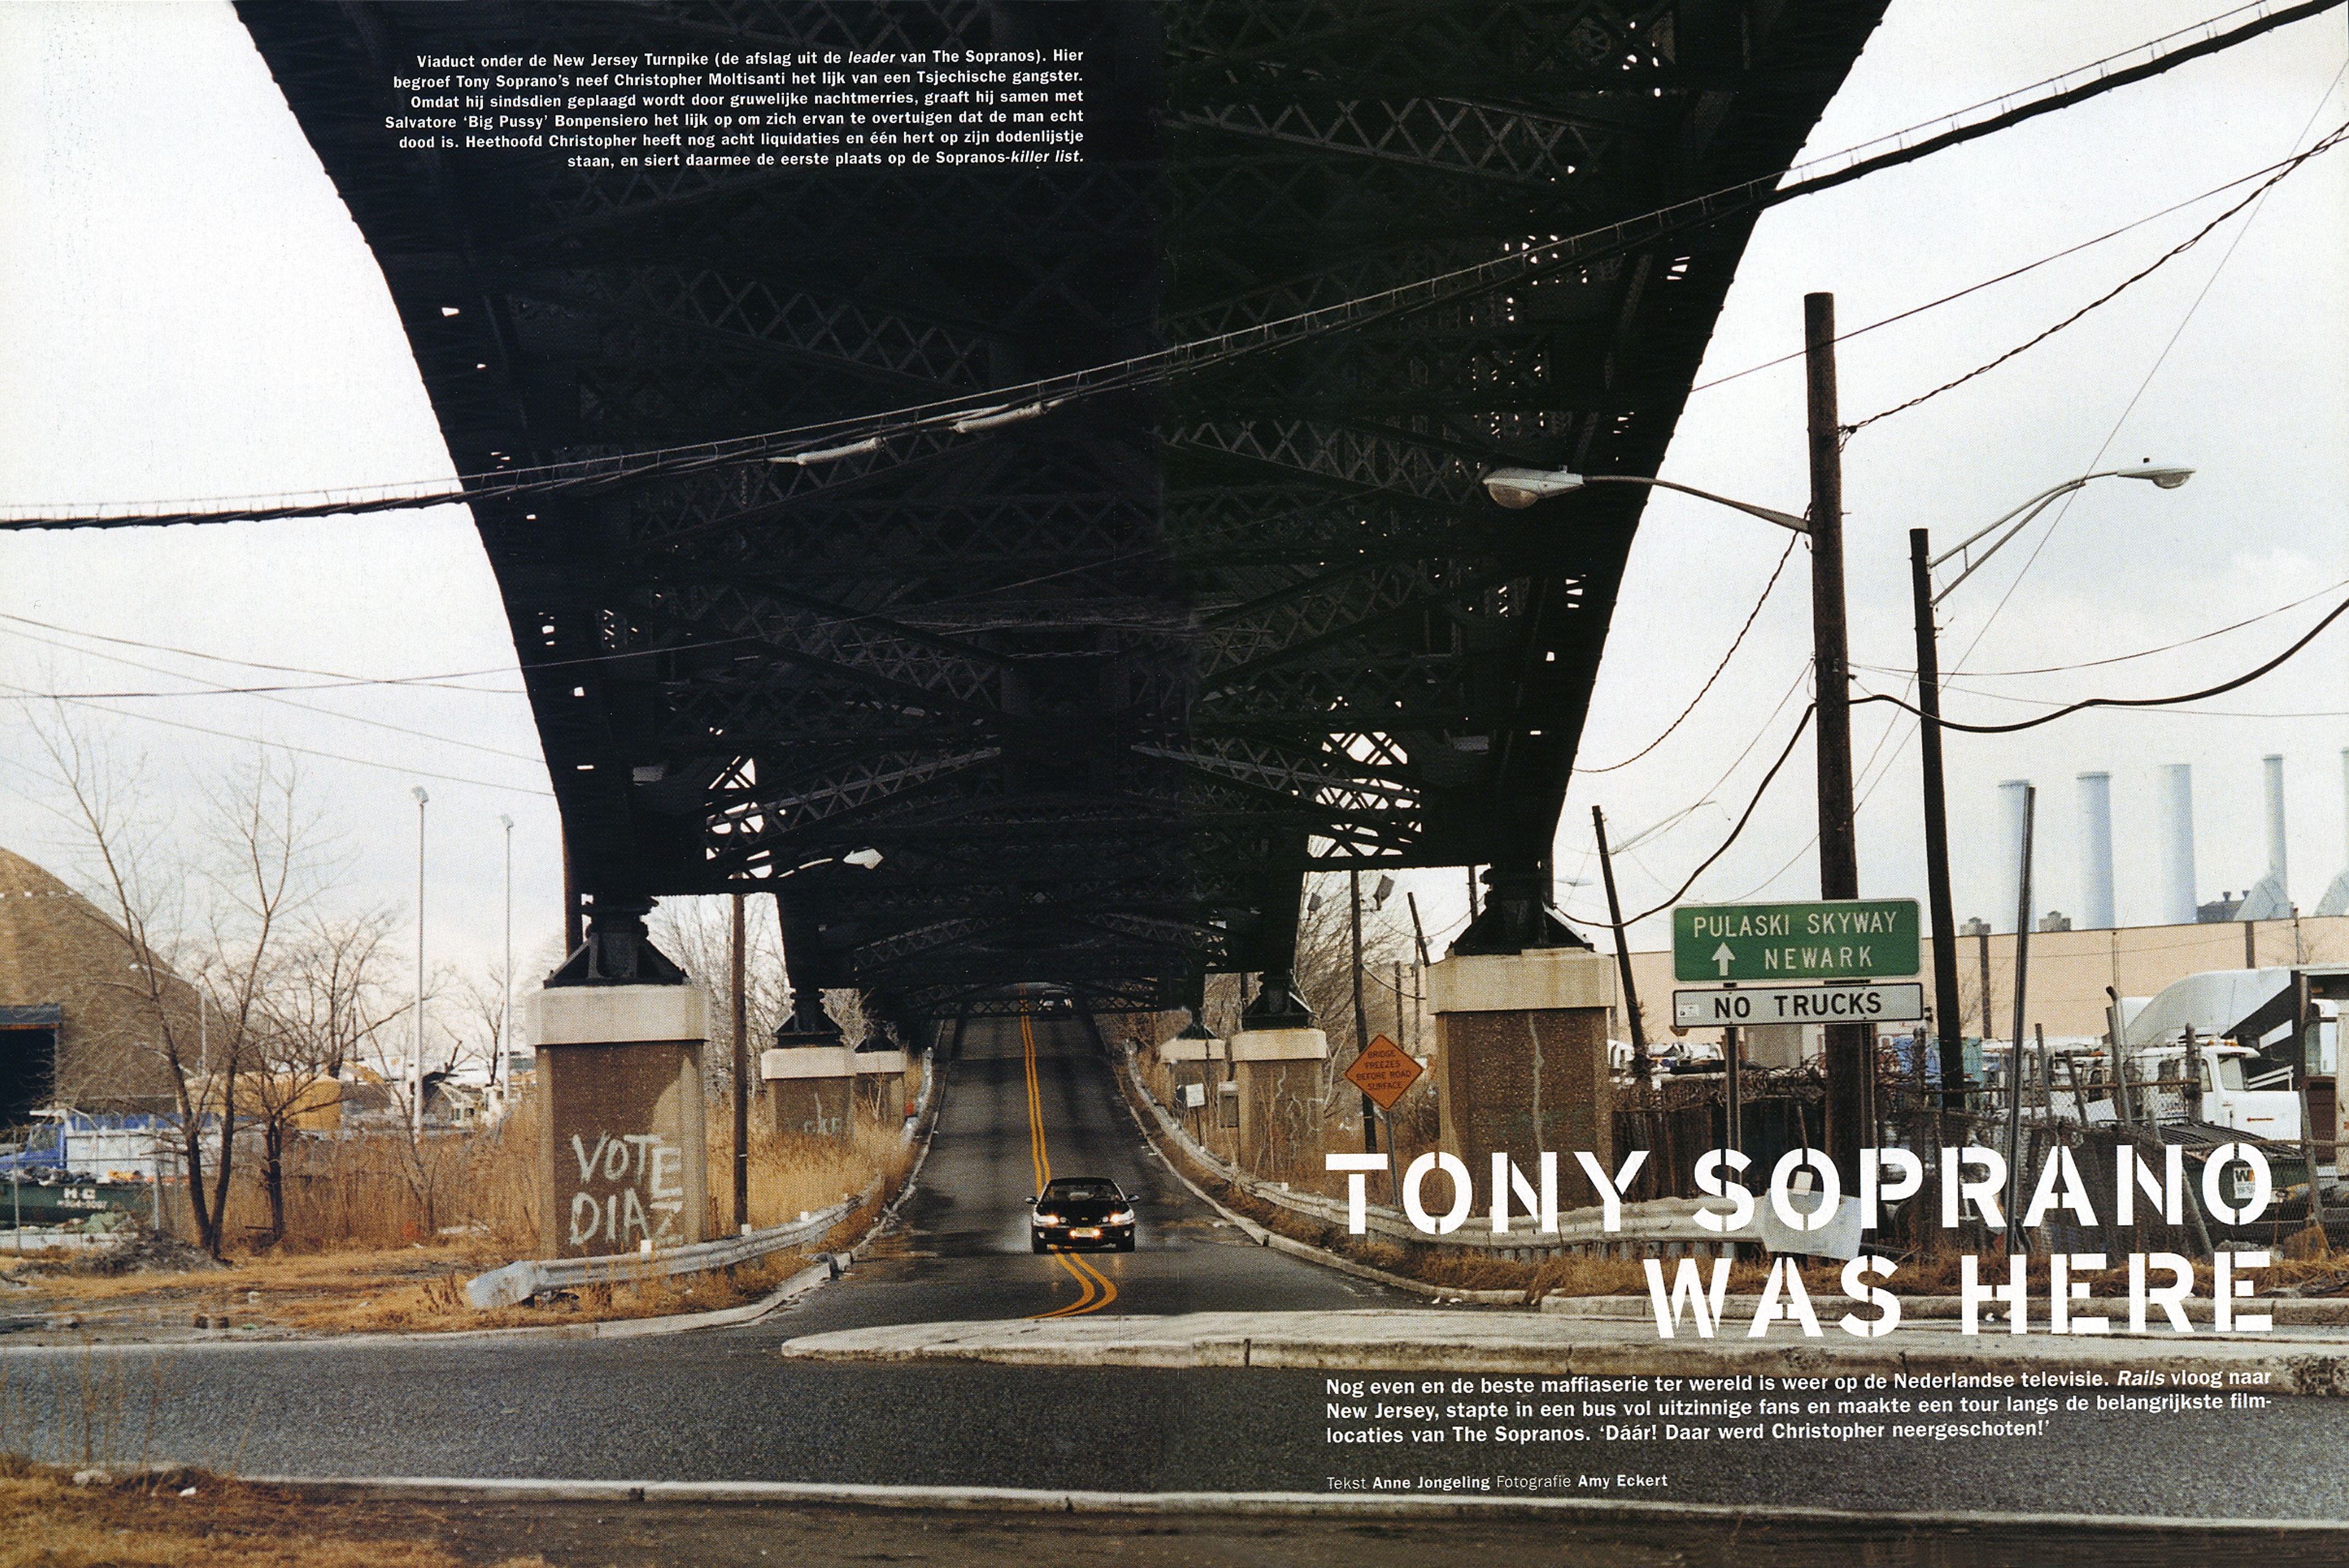 Viaduct onder de New Jersey Turnpike (de afslag uit de leader van The Sopranos). Hier
begroef Tony Soprano's neef Christopher Moltisanti het lijk van een Tsjechische gangster.
Omdat hij sindsdien geplaagd wordt door gruwelijke nachtmerries, graaft hij samen met
Salvatore ‘Big Pussy’ Bonpensiero het lijk op om zich ervan te overtuigen dat de man echt
dood is. Heethoofd Christopher heeft nog acht liquidaties en één hert op zijn dodenlijstje
staan, en siert daarmee de eerste plaats op de Sopranos-killer list.
PULASKI SKYWAY
NEWARK
NO TRUCKS
BRIDGE
FREEZES
BEFORE ROAD
SURFACE
VOTE
DIAZ
TONY SOPRANO
WAS HERE
Nog even en de beste maffiaserie ter wereld is weer op de Nederlandse televisie. Rails vloog naar
New Jersey, stapte in een bus vol uitzinnige fans en maakte een tour langs de belangrijkste film-
locaties van The Sopranos. ‘Dáár! Daar werd Christopher neergeschoten!’
Tekst Anne Jongeling Fotografie Amy Eckert